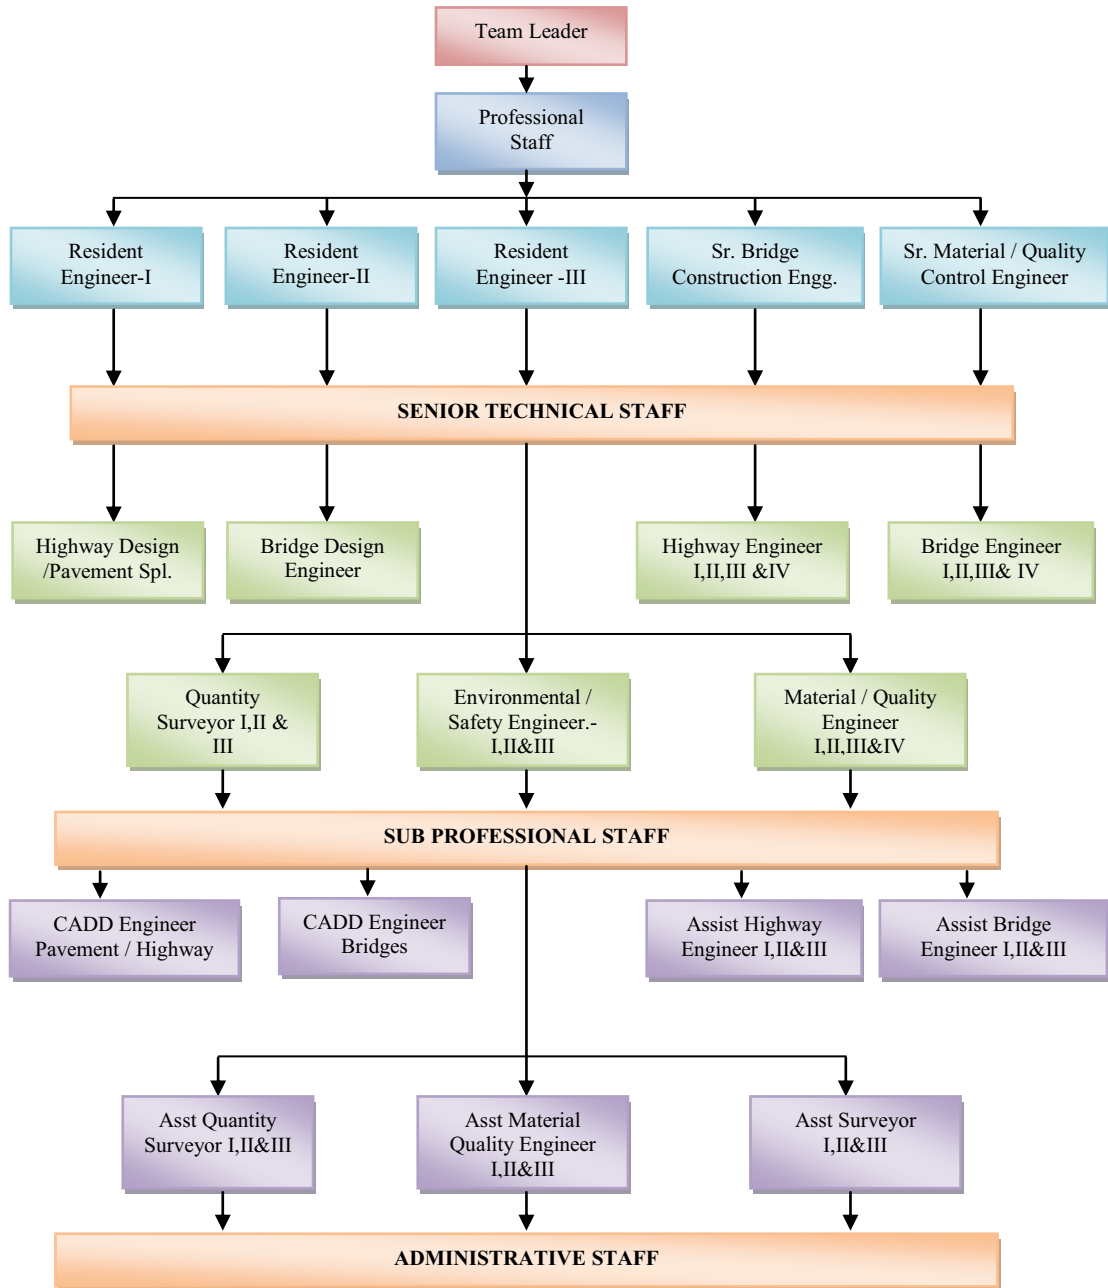 Team Leader
Professional
Staff
Resident
Engineer-I
Resident
Engineer-II
Resident
Engineer -III
Sr. Bridge
Construction Engg.
Sr. Material / Quality
Control Engineer
SENIOR TECHNICAL STAFF
Highway Design
/Pavement Spl.
Bridge Design
Engineer
Highway Engineer
I,II,III &IV
Bridge Engineer
I,II,III& IV
Quantity
Surveyor I,II &
III
Environmental /
Safety Engineer.-
I,II&III
Material / Quality
Engineer
I,II,III&IV
SUB PROFESSIONAL STAFF
CADD Engineer
Pavement / Highway
CADD Engineer
Bridges
Assist Highway
Engineer I,II&III
Assist Bridge
Engineer I,II&III
Asst Quantity
Surveyor I,II&III
Asst Material
Quality Engineer
I,II&III
Asst Surveyor
I,II&III
ADMINISTRATIVE STAFF